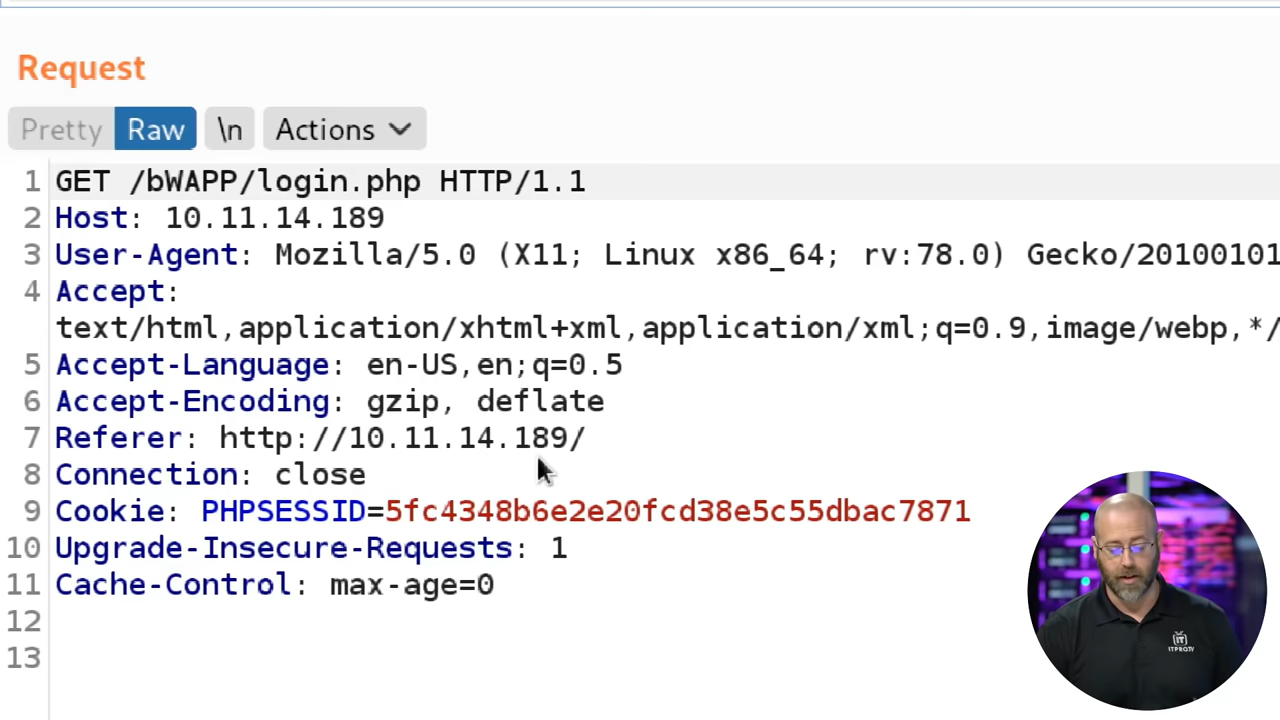 Request
Pretty Raw \n Actions
1 GET /bWAPP/login.php HTTP/1.1
2 Host: 10.11.14.189
3 User-Agent: Mozilla/5.0 (X11; Linux x86_64; rv:78.0) Gecko/20100101
4 Accept:
text/html,application/xhtml+xml,application/xml;q=0.9,image/webp,*/
5 Accept-Language: en-US,en;q=0.5
6 Accept-Encoding: gzip, deflate
7 Referer: http://10.11.14.189/
8 Connection: close
9 Cookie: PHPSESSID=5fc4348b6e2e20fcd38e5c55dbac7871
10 Upgrade-Insecure-Requests: 1
11 Cache-Control: max-age=0
12
13
IT
ITPROTV